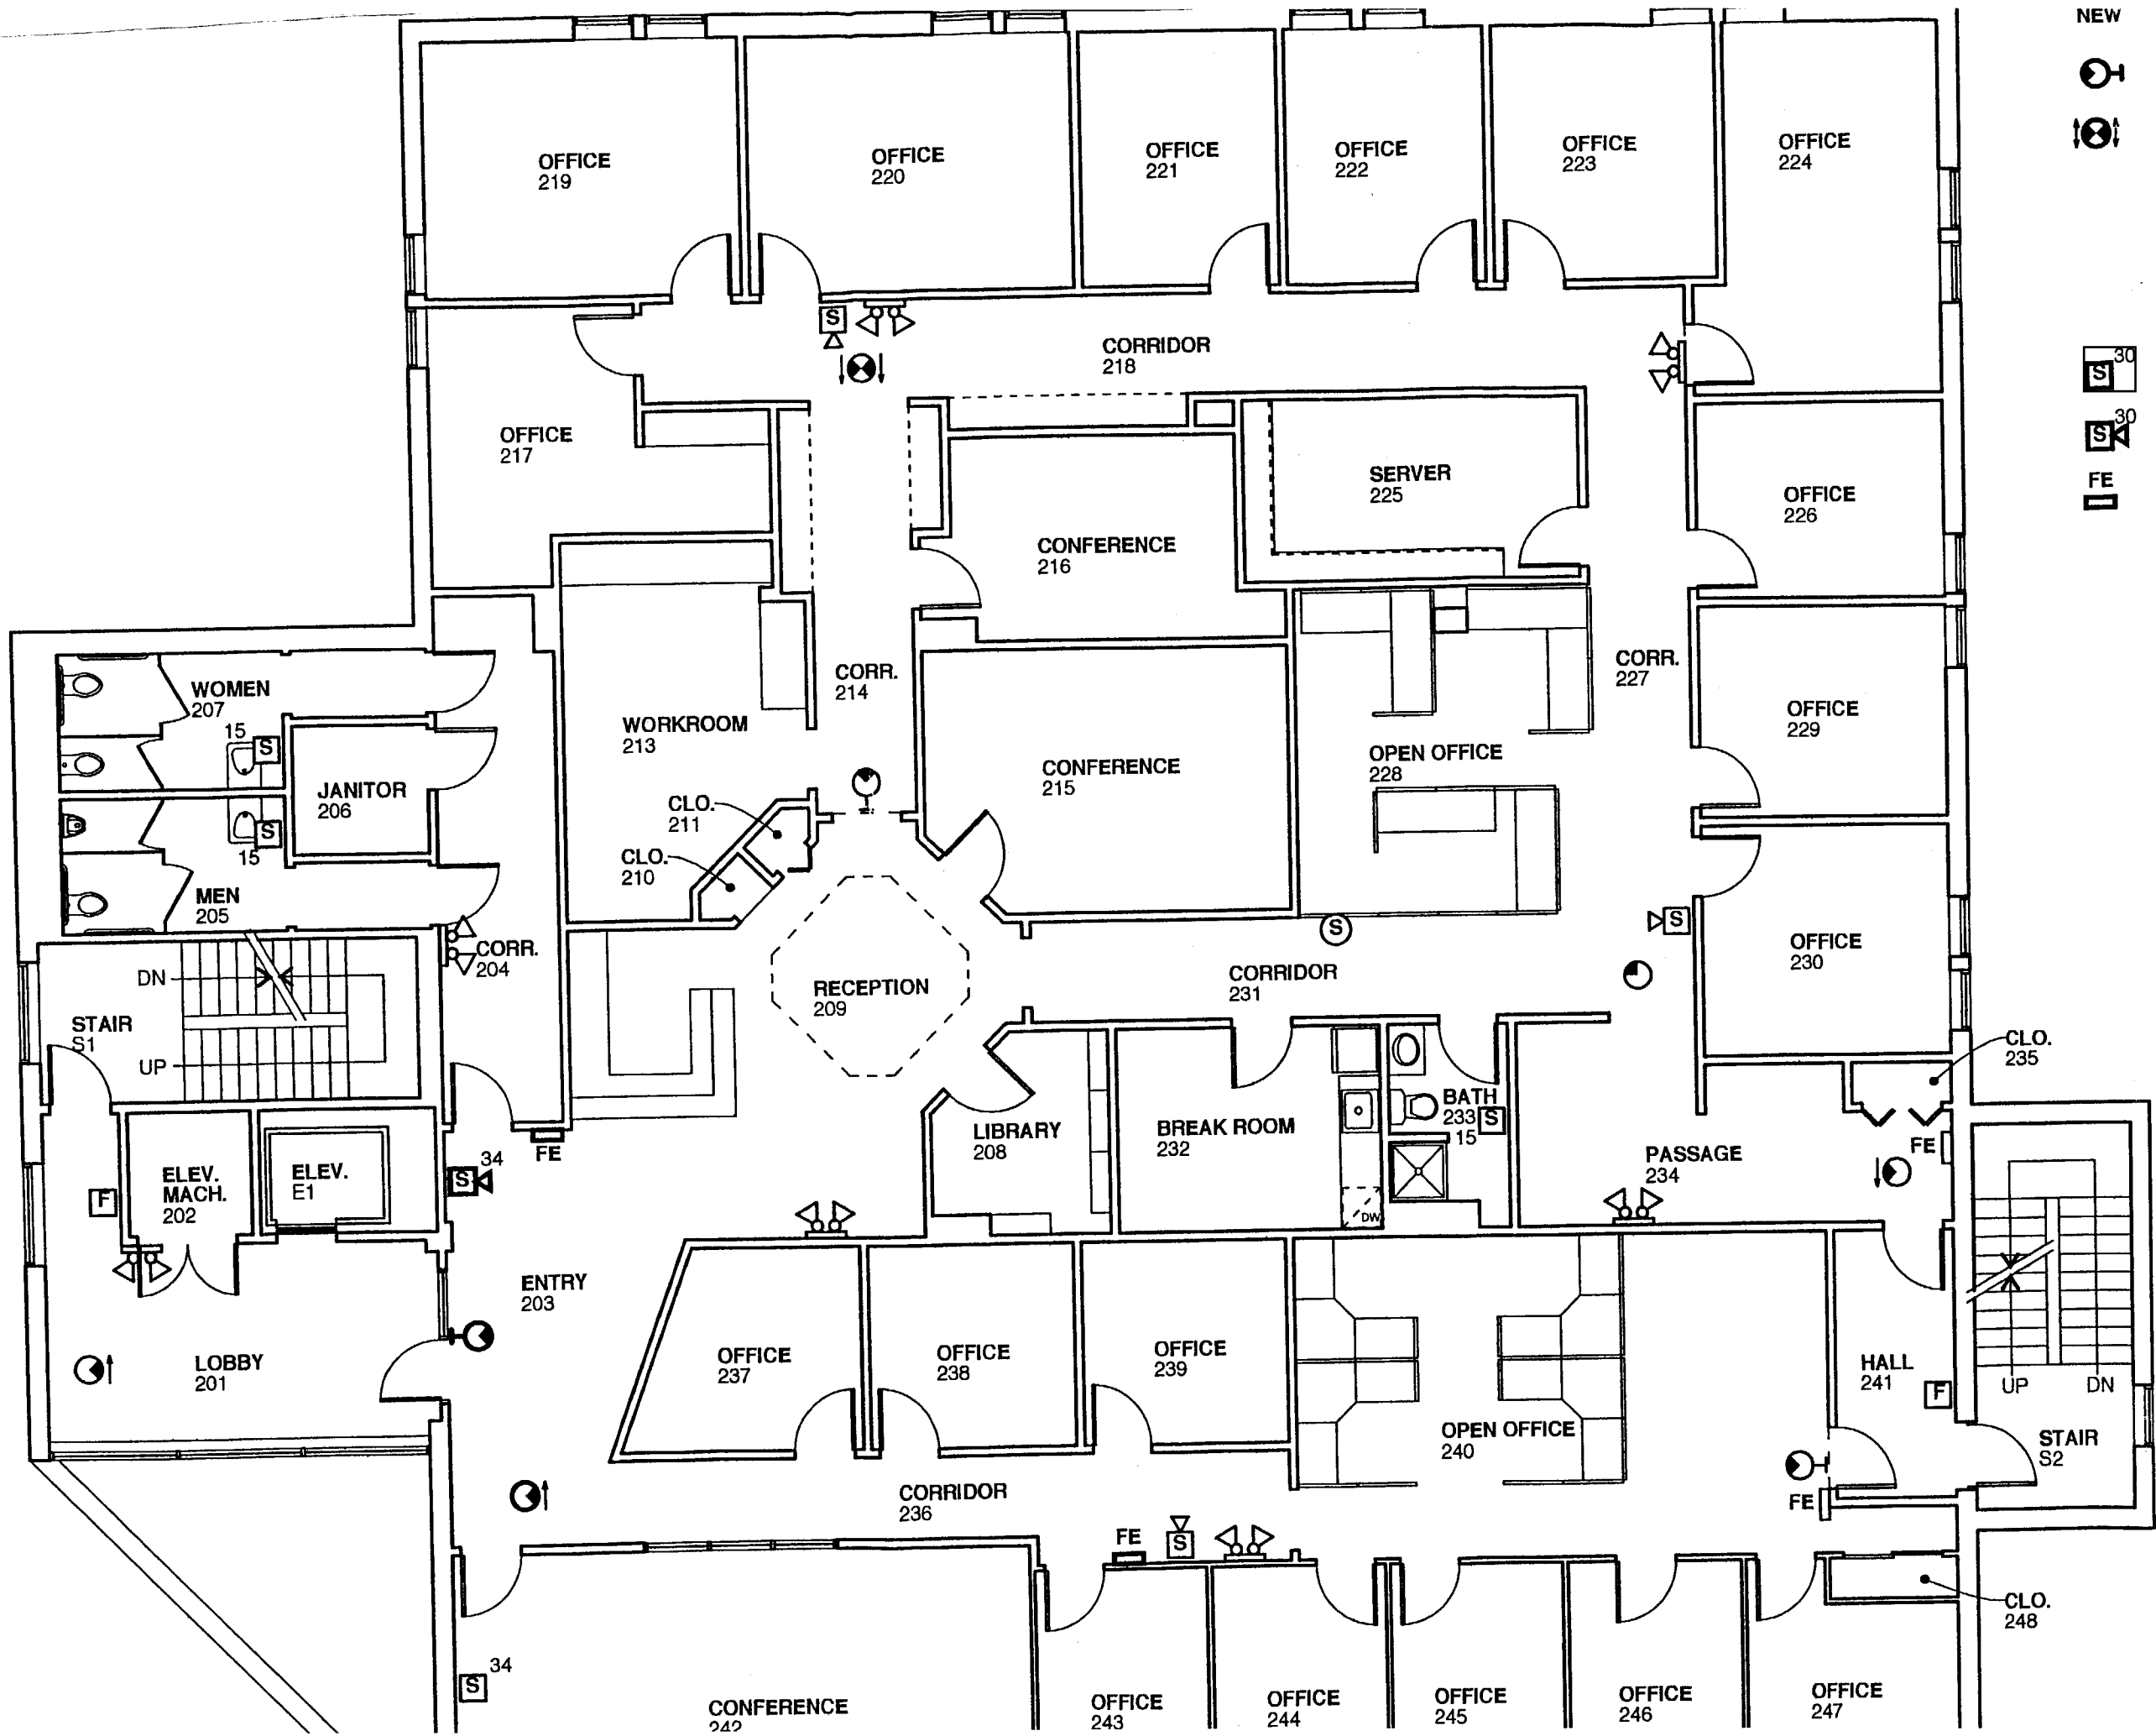 NEW
OFFICE
219
OFFICE
220
OFFICE
221
OFFICE
222
OFFICE
223
OFFICE
224
S
CORRIDOR
218
30
S
30
S
FE
OFFICE
217
CONFERENCE
216
SERVER
225
OFFICE
226
WOMEN
207
15
S
JANITOR
206
S
15
MEN
205
WORKROOM
213
CORR.
214
CLO.
211
CLO.
210
CONFERENCE
215
OPEN OFFICE
228
CORR.
227
OFFICE
229
S
S
OFFICE
230
CORR.
204
DN
STAIR
S1
UP
RECEPTION
209
CORRIDOR
231
CLO.
235
ELEV.
MACH.
202
ELEV.
E1
F
34
S
FE
LIBRARY
208
BREAK ROOM
232
DW
BATH
233
15
S
PASSAGE
234
FE
ENTRY
203
LOBBY
201
OFFICE
237
OFFICE
238
OFFICE
239
OPEN OFFICE
240
HALL
241
F
UP
DN
STAIR
S2
FE
CORRIDOR
236
FE
S
CLO.
248
34
S
CONFERENCE
242
OFFICE
243
OFFICE
244
OFFICE
245
OFFICE
246
OFFICE
247